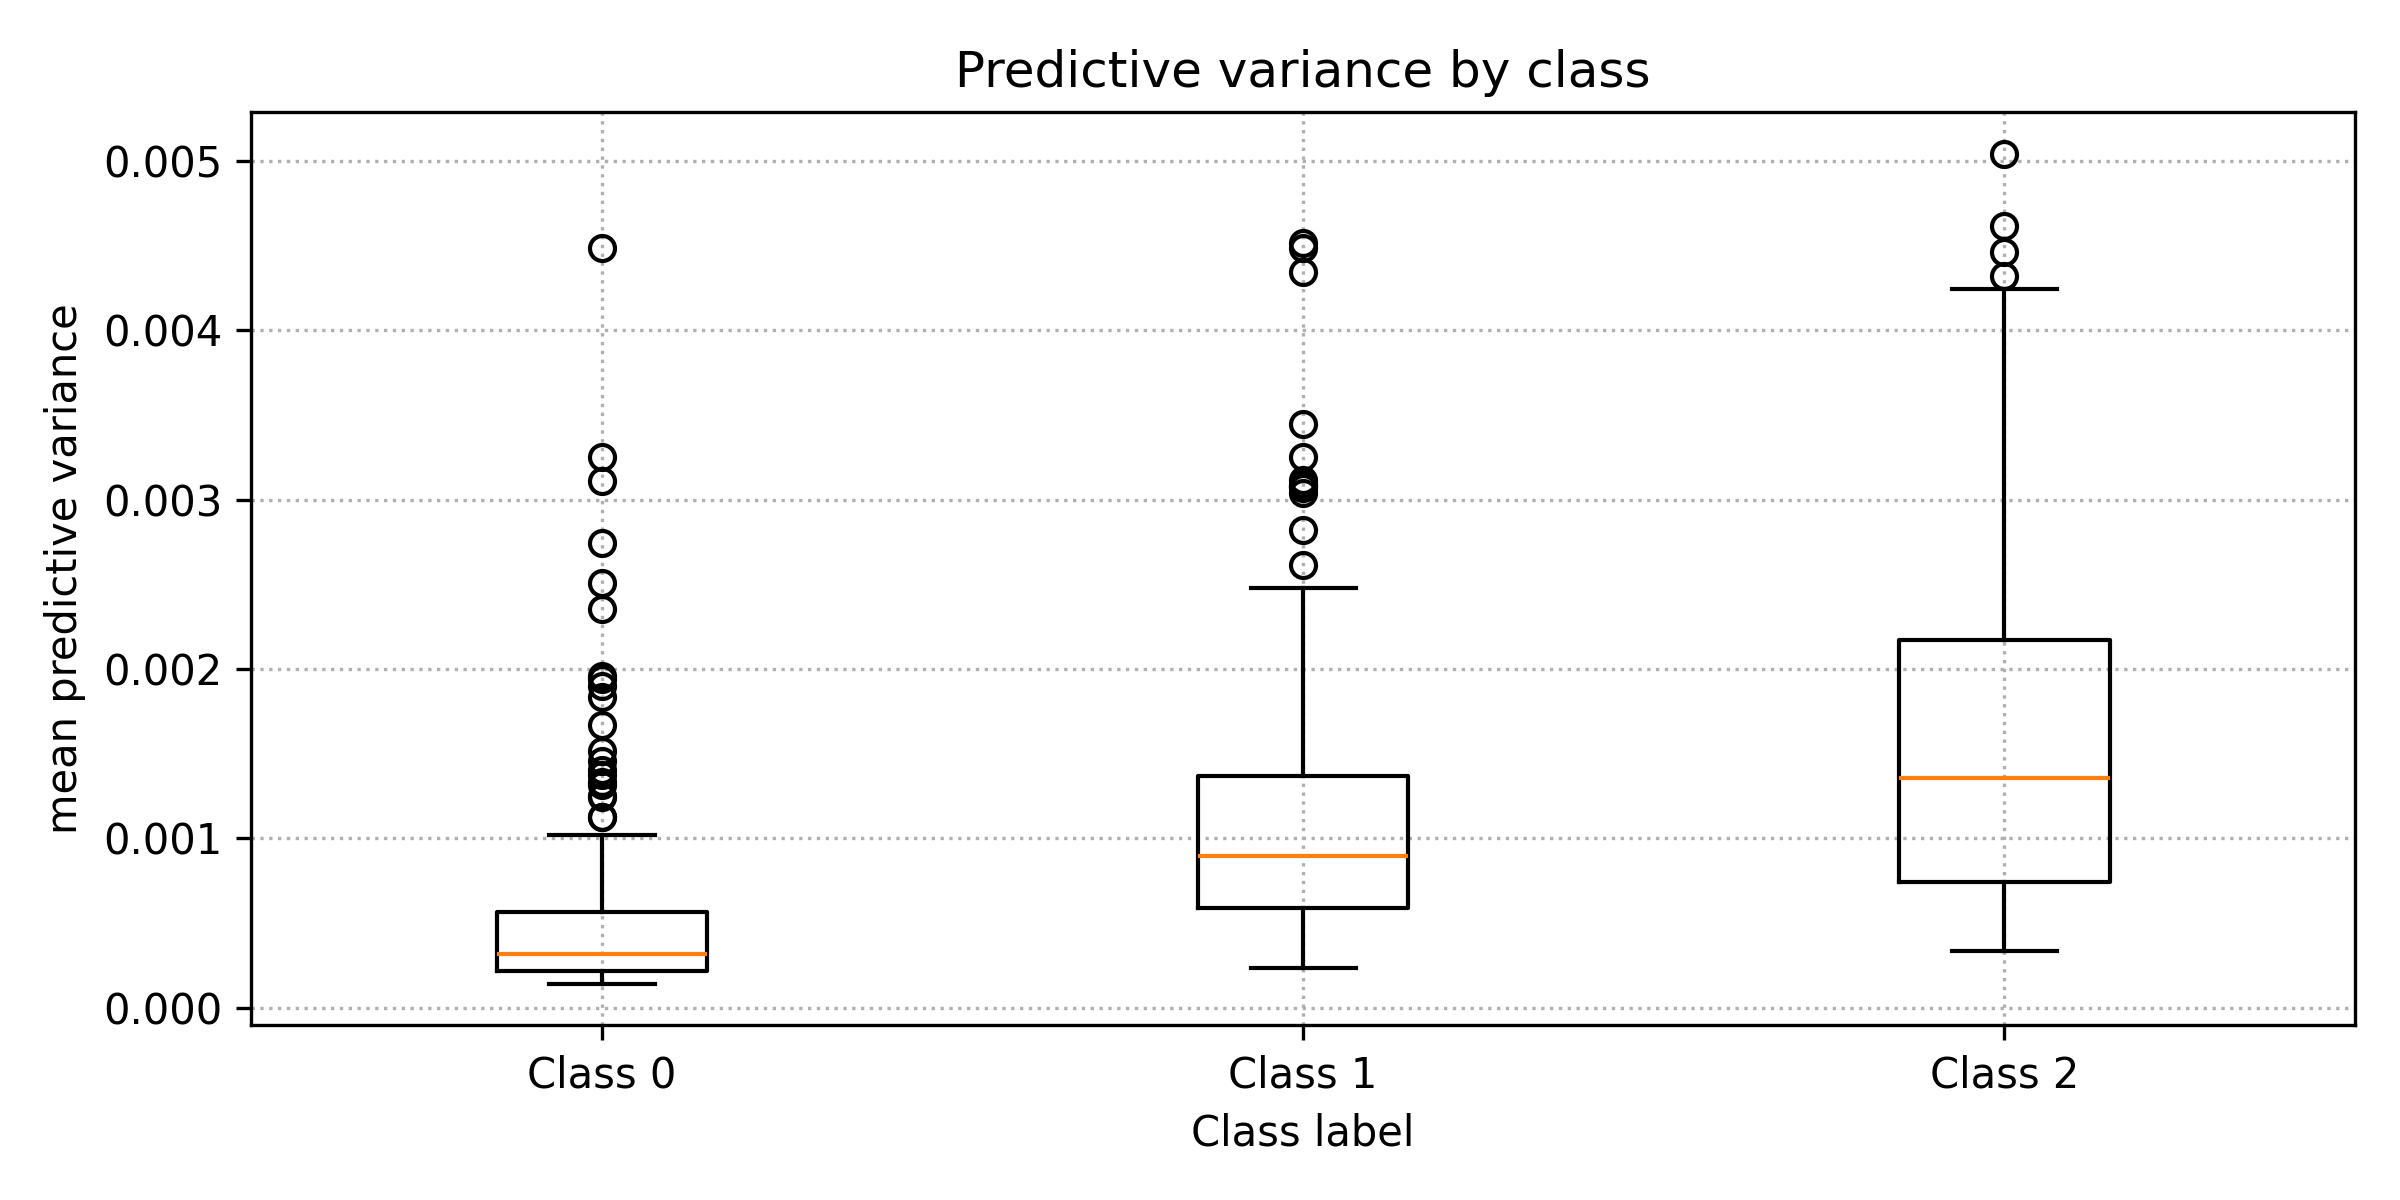 Predictive variance by class
mean predictive variance
0.005
0.004
0.003
0.002
0.001
0.000
Class 0 Class 1 Class 2
Class label